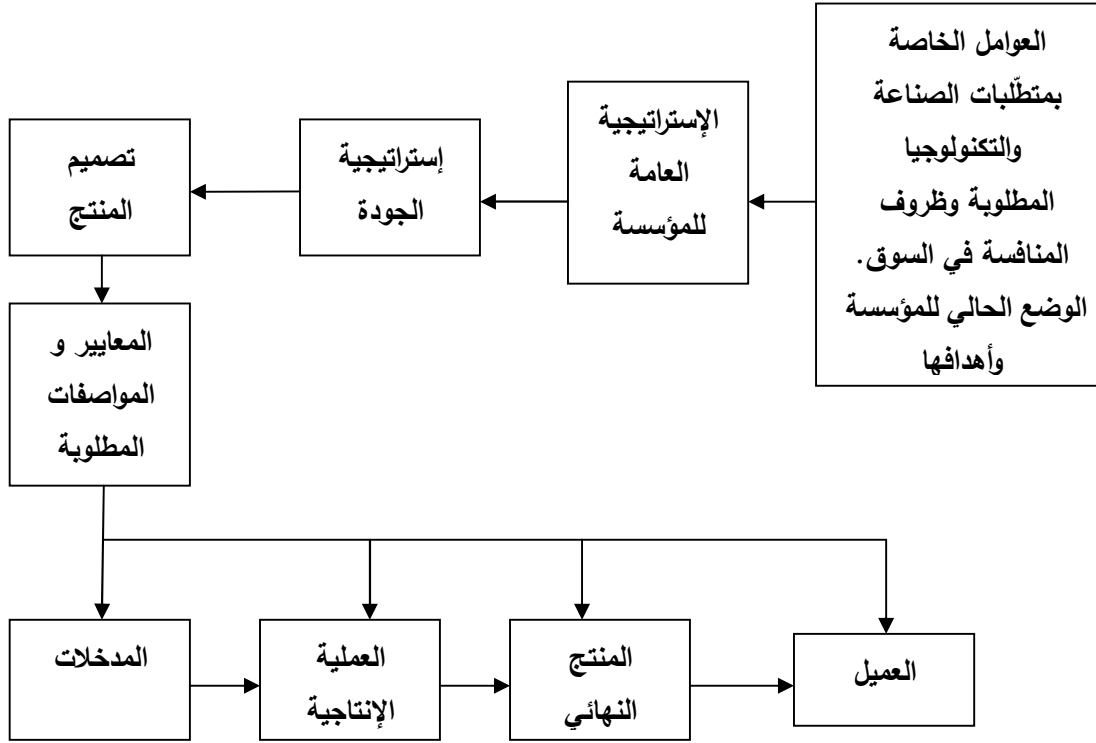 العوامل الخاصة
بمتطلّبات الصناعة
والتكنولوجيا
المطلوبة وظروف
المنافسة في السوق.
الوضع الحالي للمؤسسة
وأهدافها
الإستراتيجية
العامة
للمؤسسة
إستراتيجية
الجودة
تصميم
المنتج
المعايير و
المواصفات
المطلوبة
المدخلات
العملية
الإنتاجية
المنتج
النهائي
العميل